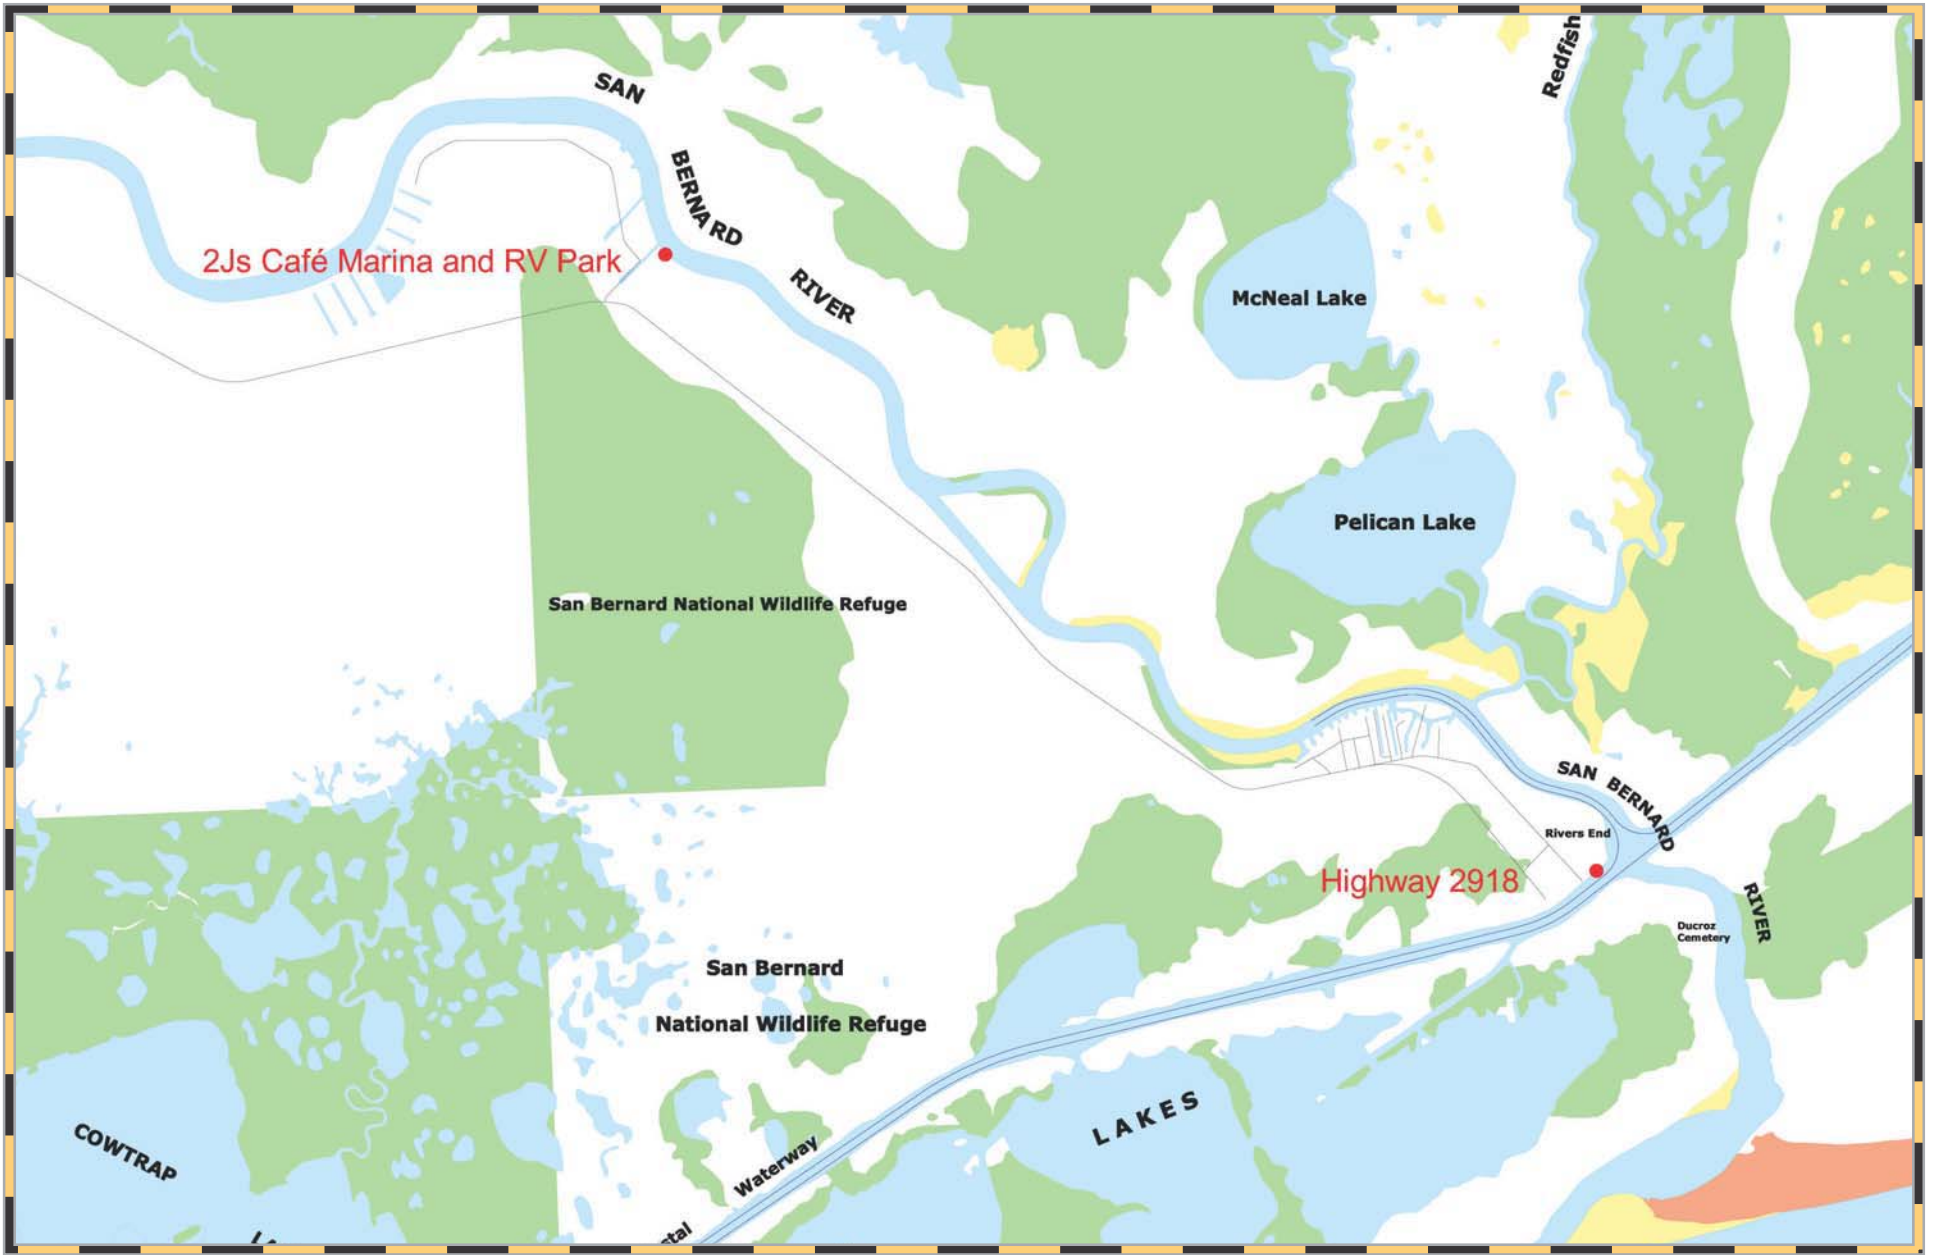 Redfish
SAN
BERNARD
RIVER
2Js Café Marina and RV Park
McNeal Lake
Pelican Lake
San Bernard National Wildlife Refuge
SAN BERNARD
RIVER
Rivers End
Highway 2918
Ducroz
Cemetery
San Bernard
National Wildlife Refuge
LAKES
COWTRAP
Waterway
stal